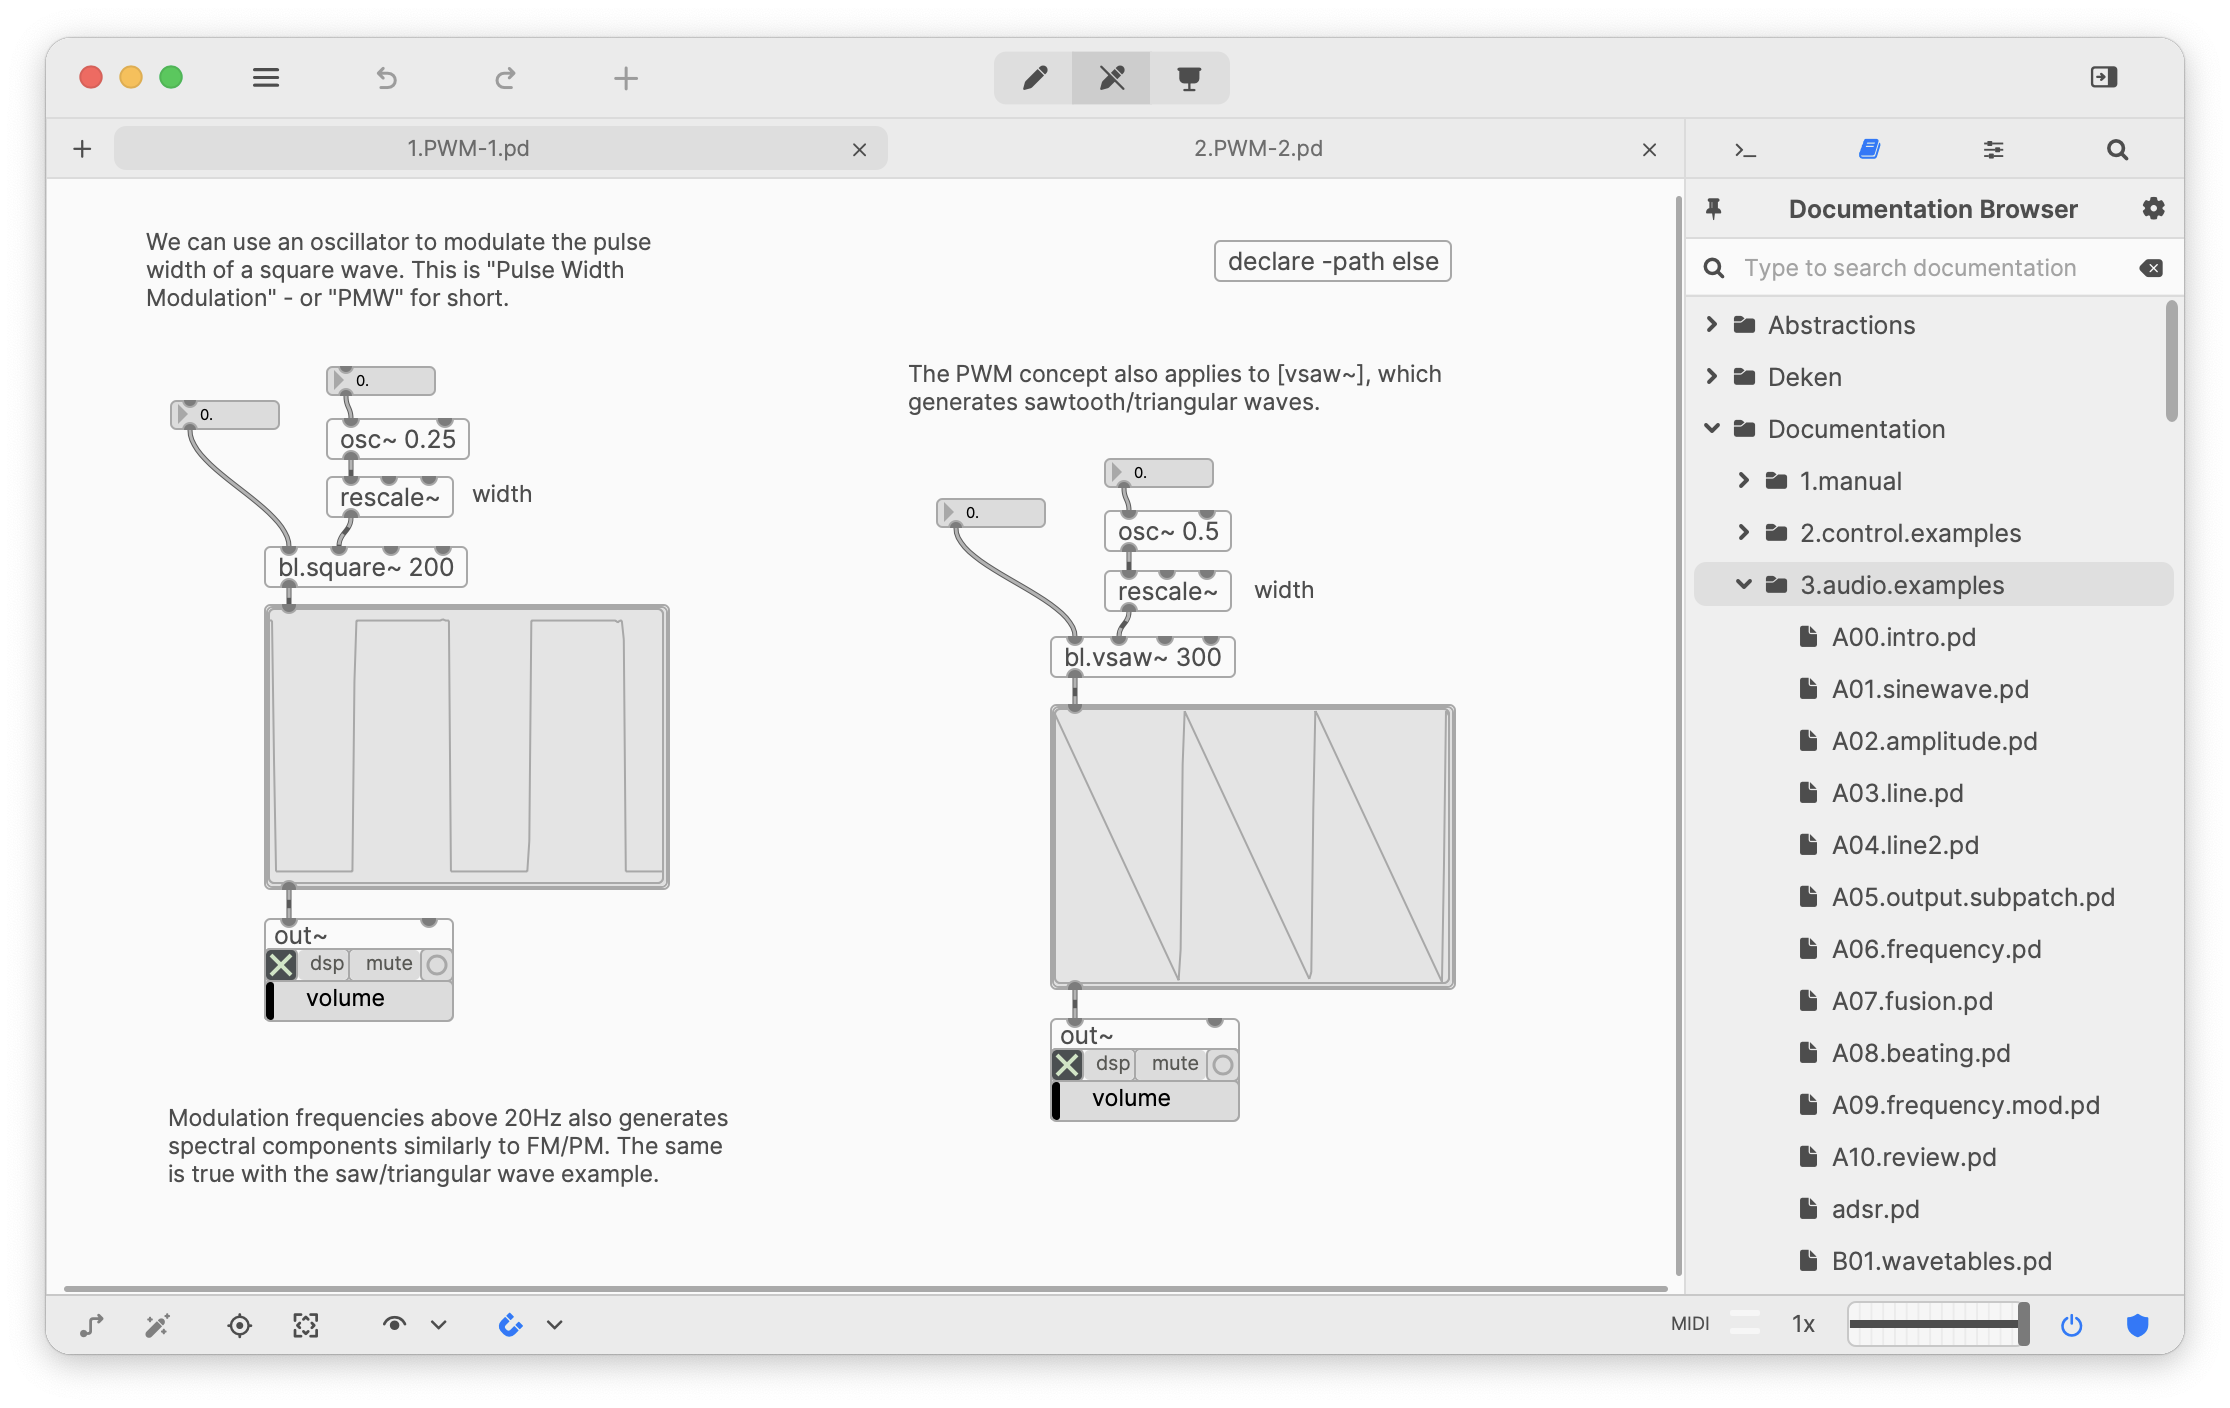 1.PWM-1.pd
2.PWM-2.pd
We can use an oscillator to modulate the pulse
width of a square wave. This is "Pulse Width
Modulation" - or "PMW" for short.
0.
0.
osc~ 0.25
rescale~
width
bl.square~ 200
out~
dsp
mute
volume
Modulation frequencies above 20Hz also generates
spectral components similarly to FM/PM. The same
is true with the saw/triangular wave example.
declare -path else
The PWM concept also applies to [vsaw~], which
generates sawtooth/triangular waves.
0.
0.
osc~ 0.5
rescale~
width
bl.vsaw~ 300
out~
dsp
mute
volume
Documentation Browser
Type to search documentation
Abstractions
Deken
Documentation
1.manual
2.control.examples
3.audio.examples
A00.intro.pd
A01.sinewave.pd
A02.amplitude.pd
A03.line.pd
A04.line2.pd
A05.output.subpatch.pd
A06.frequency.pd
A07.fusion.pd
A08.beating.pd
A09.frequency.mod.pd
A10.review.pd
adsr.pd
B01.wavetables.pd
MIDI
1x